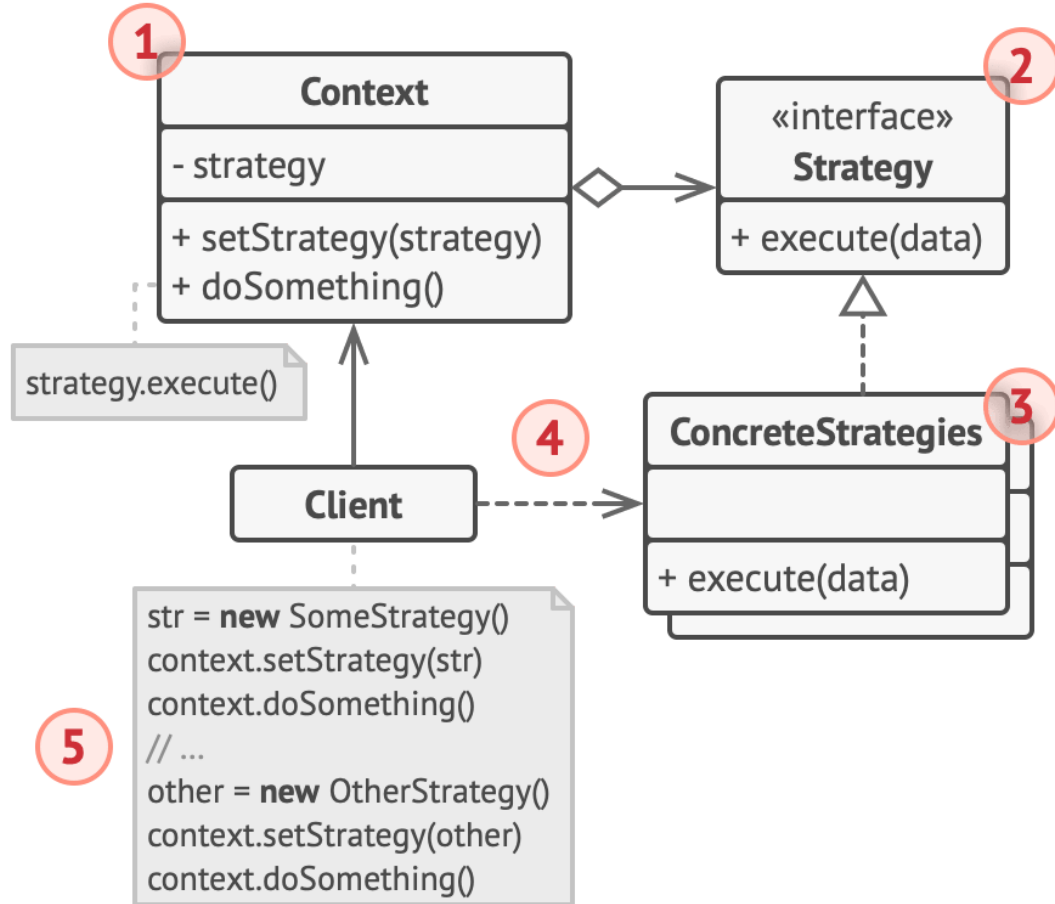 1
Context
- strategy
+ setStrategy(strategy)
+ doSomething()
2
«interface»
Strategy
+ execute(data)
strategy.execute()
3
ConcreteStrategies
+ execute(data)
4
Client
5
str = new SomeStrategy()
context.setStrategy(str)
context.doSomething()
// ...
other = new OtherStrategy()
context.setStrategy(other)
context.doSomething()